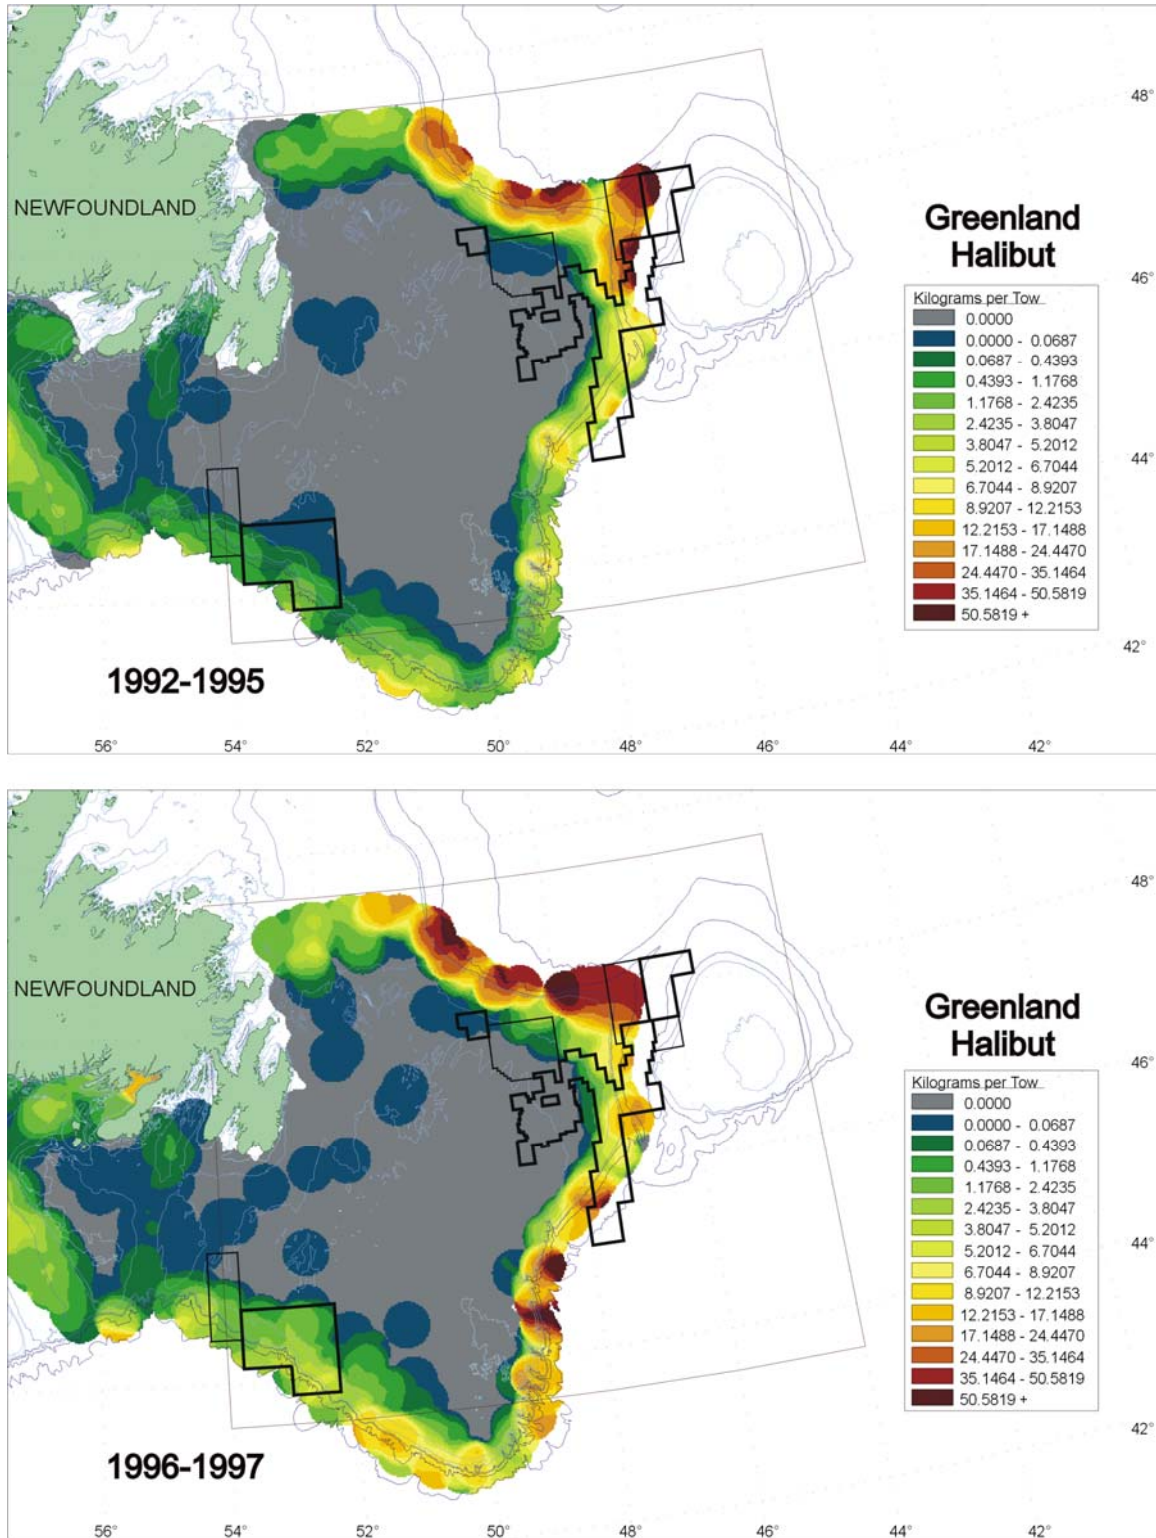 48°
NEWFOUNDLAND
Greenland
Halibut
46°
Kilograms per Tow
0.0000
0.0000 - 0.0687
0.0687 - 0.4393
0.4393 - 1.1768
1.1768 - 2.4235
2.4235 - 3.8047
3.8047 - 5.2012
5.2012 - 6.7044
6.7044 - 8.9207
8.9207 - 12.2153
12.2153 - 17.1488
17.1488 - 24.4470
24.4470 - 35.1464
35.1464 - 50.5819
50.5819 +
44°
42°
1992-1995
56°
54°
52°
50°
48°
46°
44°
42°
48°
NEWFOUNDLAND
Greenland
Halibut
46°
Kilograms per Tow
0.0000
0.0000 - 0.0687
0.0687 - 0.4393
0.4393 - 1.1768
1.1768 - 2.4235
2.4235 - 3.8047
3.8047 - 5.2012
5.2012 - 6.7044
6.7044 - 8.9207
8.9207 - 12.2153
12.2153 - 17.1488
17.1488 - 24.4470
24.4470 - 35.1464
35.1464 - 50.5819
50.5819 +
44°
42°
1996-1997
56°
54°
52°
50°
48°
46°
44°
42°